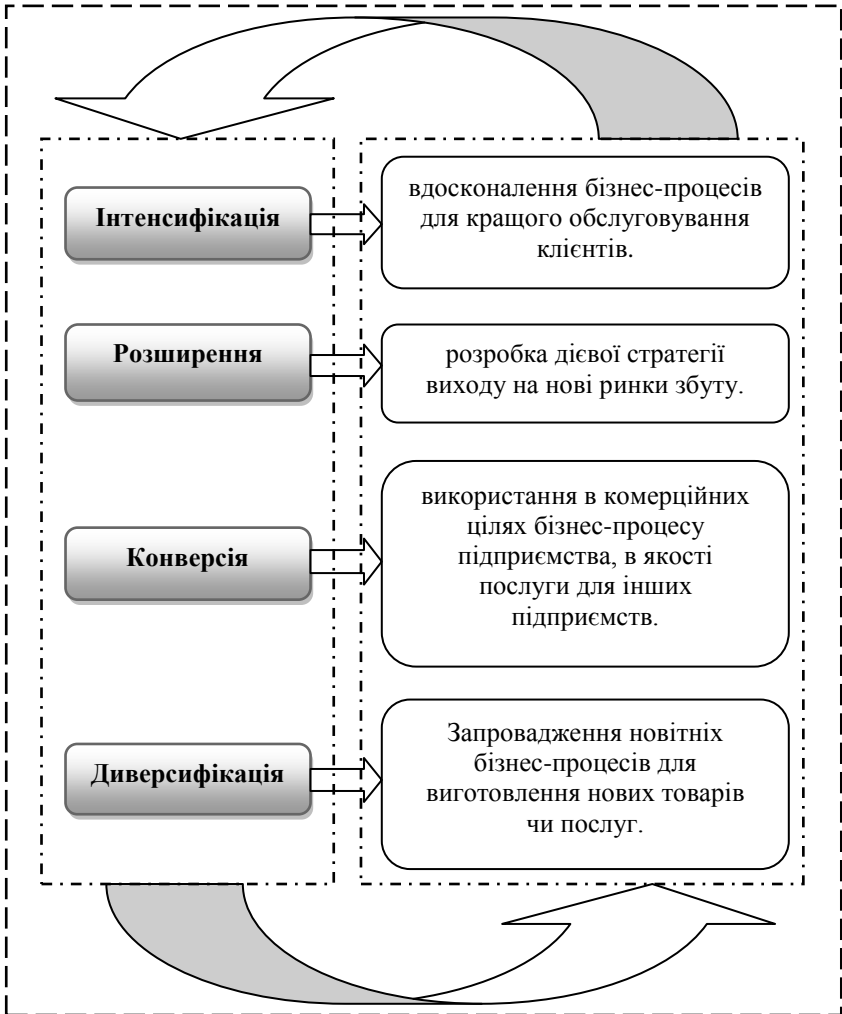 Інтенсифікація
вдосконалення бізнес-процесів
для кращого обслуговування
клієнтів.
Розширення
розробка дієвої стратегії
виходу на нові ринки збуту.
Конверсія
використання в комерційних
цілях бізнес-процесу
підприємства, в якості
послуги для інших
підприємств.
Диверсифікація
Запровадження новітніх
бізнес-процесів для
виготовлення нових товарів
чи послуг.